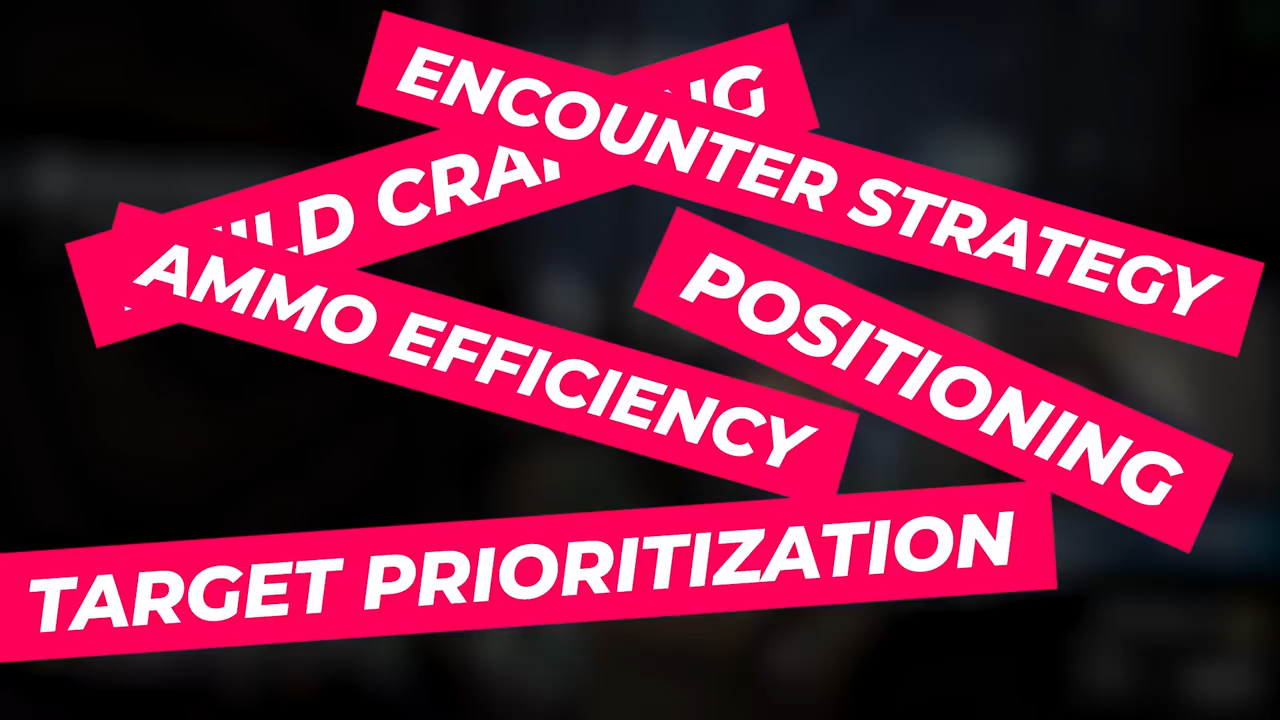 ENCOUNTER STRATEGY
POSITIONING
AMMO EFFICIENCY
TARGET PRIORITIZATION